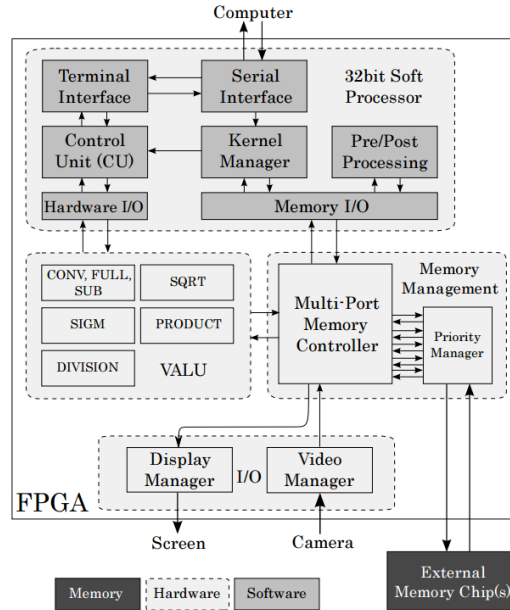 Computer
Terminal
Interface
Serial
Interface
32bit Soft
Processor
Control
Unit (CU)
Kernel
Manager
Pre/Post
Processing
Hardware I/O
Memory I/O
CONV, FULL,
SUB
SQRT
SIGM
PRODUCT
DIVISION
VALU
Multi-Port
Memory
Controller
Memory
Management
Priority
Manager
Display
Manager
I/O
Video
Manager
FPGA
Screen
Camera
Memory
Hardware
Software
External
Memory Chip(s)